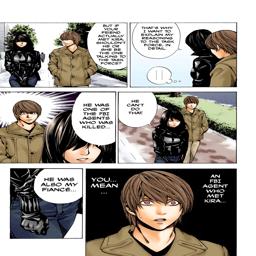 BUT IF
YOUR
FRIEND
ACTUALLY
MET KIRA,
SHOULDN'T
HE OR
SHE BE
THE ONE
TALKING
TO THE
TASK
FORCE?
THAT'S WHY
I WANT TO
EXPLAIN MY
REASONING
TO THE TASK
FORCE, IN
DETAIL.
HE WAS
ONE OF
THE FBI
AGENTS
WHO WAS
KILLED...
HE
CAN'T
DO
THAT.
HE WAS
ALSO MY
FIANCÉ...
YOU...
MEAN
...
AN
FBI
AGENT
WHO
MET
KIRA...